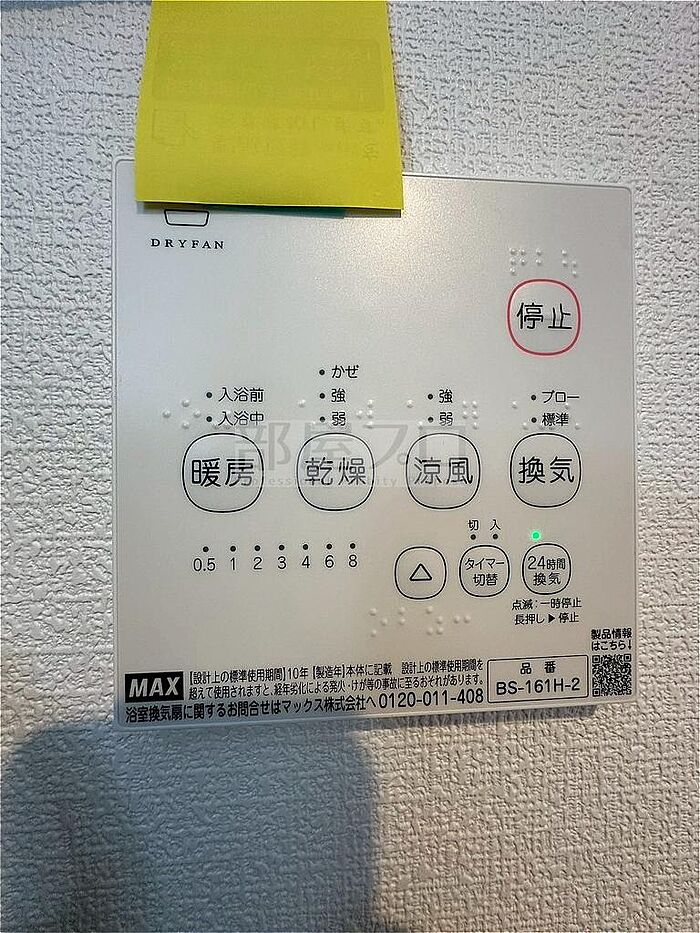 DRYFAN
停止
かぜ
入浴前 強 強 ブロー
入浴中 弱 弱 標準
部屋プロ
暖房 乾燥 涼風 換気
切 入
0.5 1 2 3 4 6 8
タイマー
切替
24時間
換気
点滅:一時停止
長押し▶停止
製品情報
はこちら↓
MAX
【設計上の標準使用期間】10年 【製造年】本体に記載 設計上の標準使用期間を
超えて使用されますと、経年劣化による発火・けが等の事故に至るおそれがあります。
浴室換気扇に関するお問合せはマックス株式会社へ 0120-011-408
品番
BS-161H-2